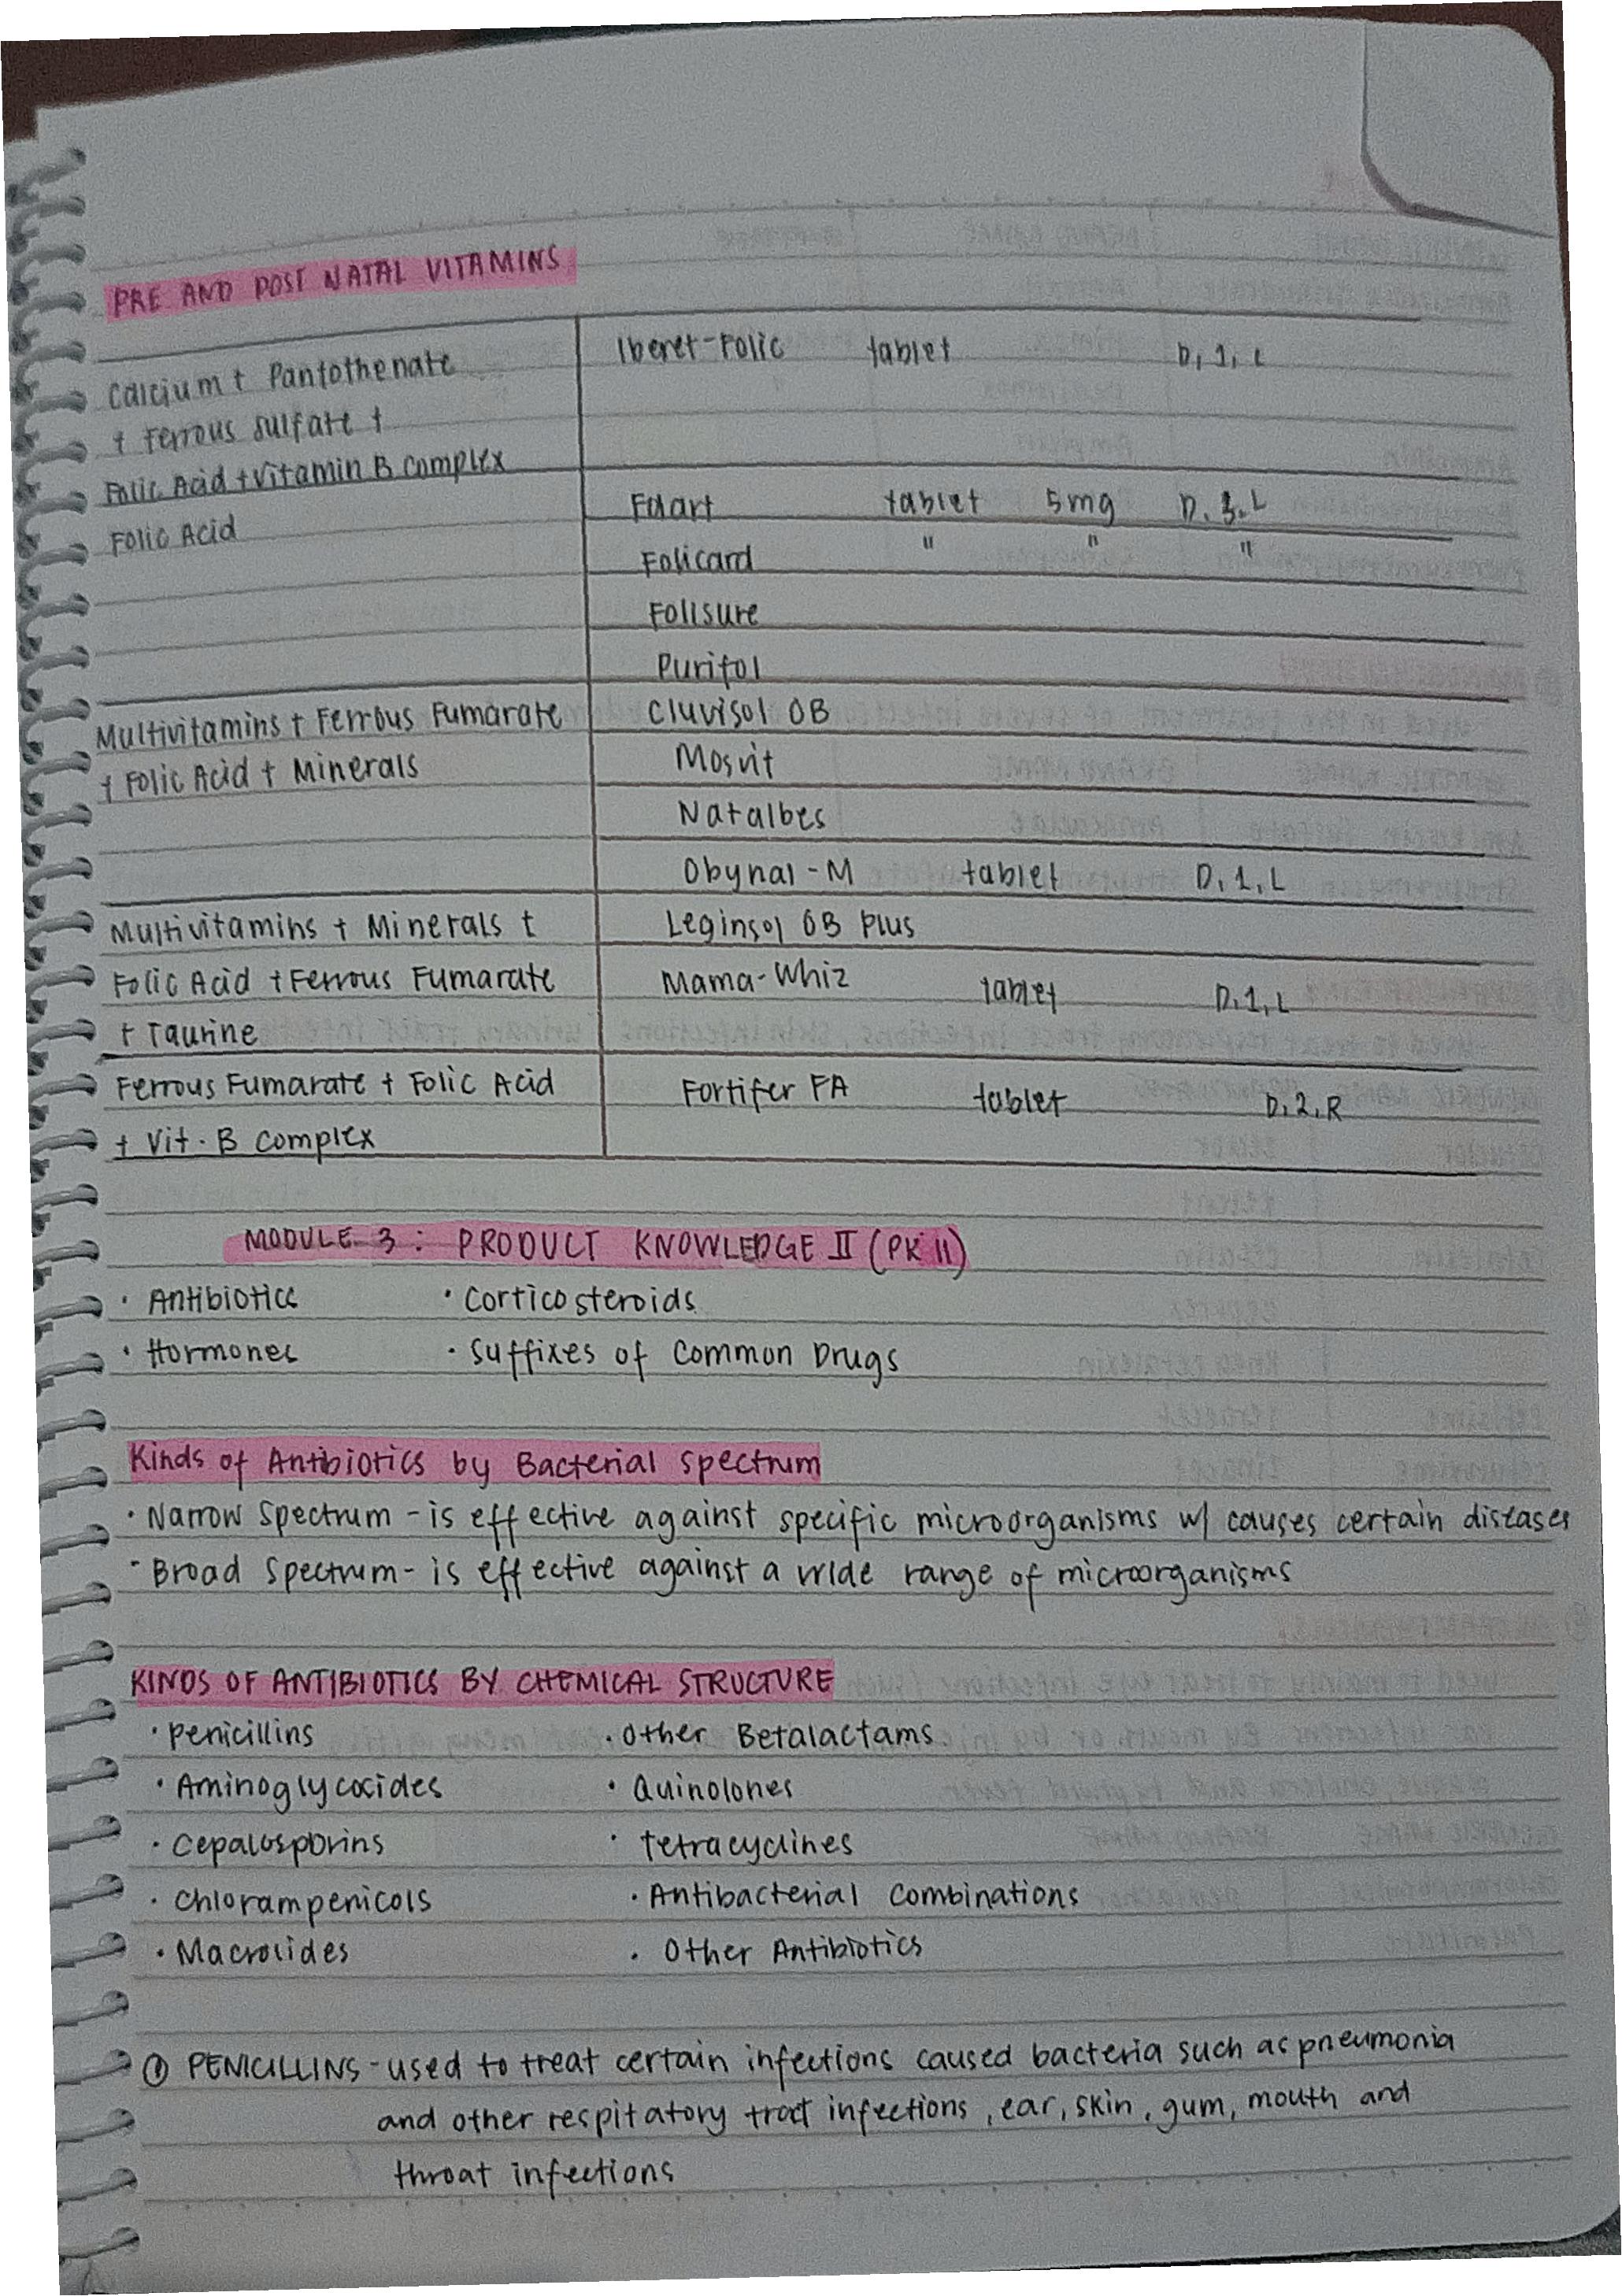 PRE AND POST NATAL VITAMINS
Calcium + Pantothenate Iberet-Folic tablet D, 1, L
+ Ferrous Sulfate +
Folic Acid + Vitamin B Complex
Folic Acid Folart tablet 5mg D. 3. L
Folicard " " "
Folisure
Purifol
Multivitamins + Ferrous Fumarate Cluvisol OB
+ Folic Acid + Minerals Mosvit
Natalbes
Obynal - M tablet D, 1, L
Multivitamins + Minerals + Leginsol OB Plus
Folic Acid + Ferrous Fumarate Mama-Whiz tablet D, 1, L
+ Taurine
Ferrous Fumarate + Folic Acid Fortifer FA tablet D, 2, R
+ Vit. B Complex
MODULE 3 : PRODUCT KNOWLEDGE II (PK II)
· Antibiotics · Corticosteroids
· Hormones · Suffixes of Common Drugs
Kinds of Antibiotics by Bacterial Spectrum
· Narrow Spectrum - is effective against specific microorganisms w/ causes certain diseases
· Broad Spectrum - is effective against a wide range of microorganisms
KINDS OF ANTIBIOTICS BY CHEMICAL STRUCTURE
· Penicillins · Other Betalactams
· Aminoglycocides · Quinolones
· Cepalosporins · Tetracyclines
· Chlorampenicols · Antibacterial Combinations
· Macrolides · Other Antibiotics
① PENICILLINS - used to treat certain infections caused bacteria such as pneumonia
and other respitatory tract infections, ear, skin, gum, mouth and
throat infections